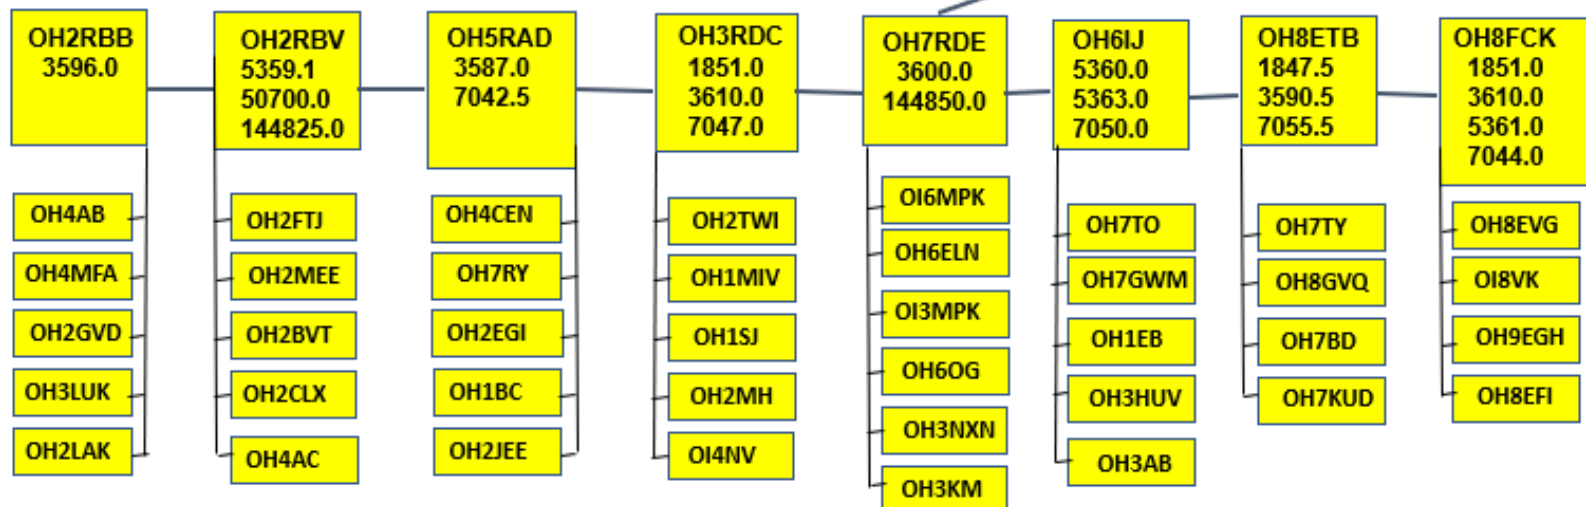 OH2RBB
3596.0
OH4AB
OH4MFA
OH2GVD
OH3LUK
OH2LAK
OH2RBV
5359.1
50700.0
144825.0
OH2FTJ
OH2MEE
OH2BVT
OH2CLX
OH4AC
OH5RAD
3587.0
7042.5
OH4CEN
OH7RY
OH2EGI
OH1BC
OH2JEE
OH3RDC
1851.0
3610.0
7047.0
OH2TWI
OH1MIV
OH1SJ
OH2MH
OI4NV
OH7RDE
3600.0
144850.0
OI6MPK
OH6ELN
OI3MPK
OH6OG
OH3NXN
OH3KM
OH6IJ
5360.0
5363.0
7050.0
OH7TO
OH7GWM
OH1EB
OH3HUV
OH3AB
OH8ETB
1847.5
3590.5
7055.5
OH7TY
OH8GVQ
OH7BD
OH7KUD
OH8FCK
1851.0
3610.0
5361.0
7044.0
OH8EVG
OI8VK
OH9EGH
OH8EFI